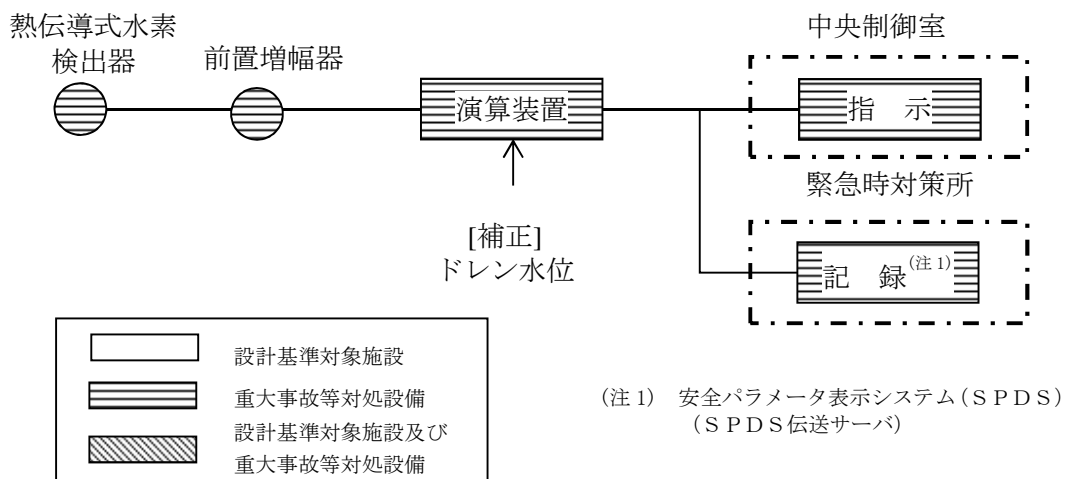 熱伝導式水素
検出器
前置増幅器
演算装置
中央制御室
指　示
緊急時対策所
記　録(注 1)
[補正]
ドレン水位
設計基準対象施設
重大事故等対処設備
設計基準対象施設及び
重大事故等対処設備
(注 1)　安全パラメータ表示システム(ＳＰＤＳ)
(ＳＰＤＳ伝送サーバ)